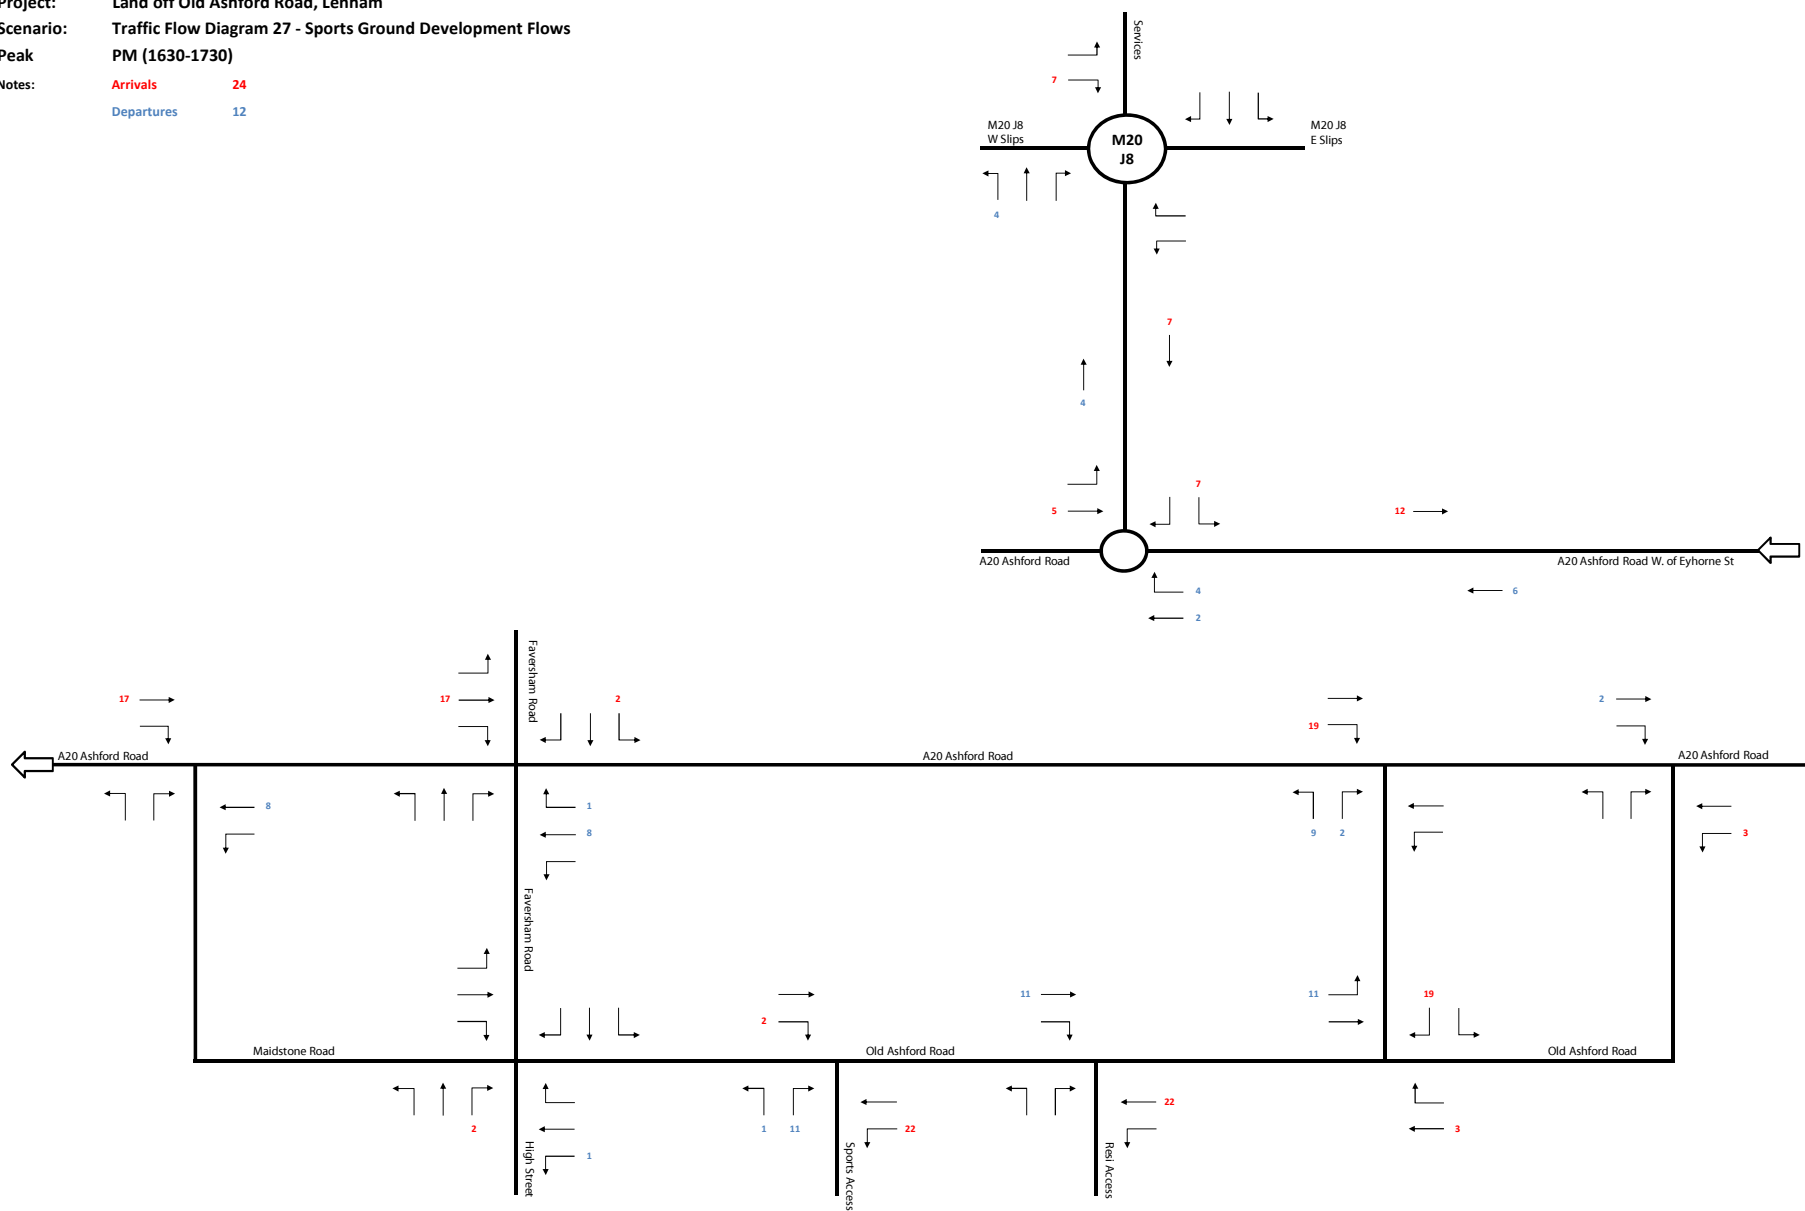 Project: Land off Old Ashford Road, Lenham
Scenario: Traffic Flow Diagram 27 - Sports Ground Development Flows
Peak PM (1630-1730)
Notes: Arrivals 24
Departures 12
Services
7
M20 J8
W Slips
M20
J8
M20 J8
E Slips
4
7
4
7
5
12
A20 Ashford Road
A20 Ashford Road W. of Eyhorne St
4
6
2
Faversham Road
17
17
2
19
2
A20 Ashford Road
A20 Ashford Road
A20 Ashford Road
8
1
8
9
2
3
Faversham Road
2
11
11
19
Maidstone Road
Old Ashford Road
Old Ashford Road
2
1
1
11
22
22
3
High Street
Sports Access
Resi Access